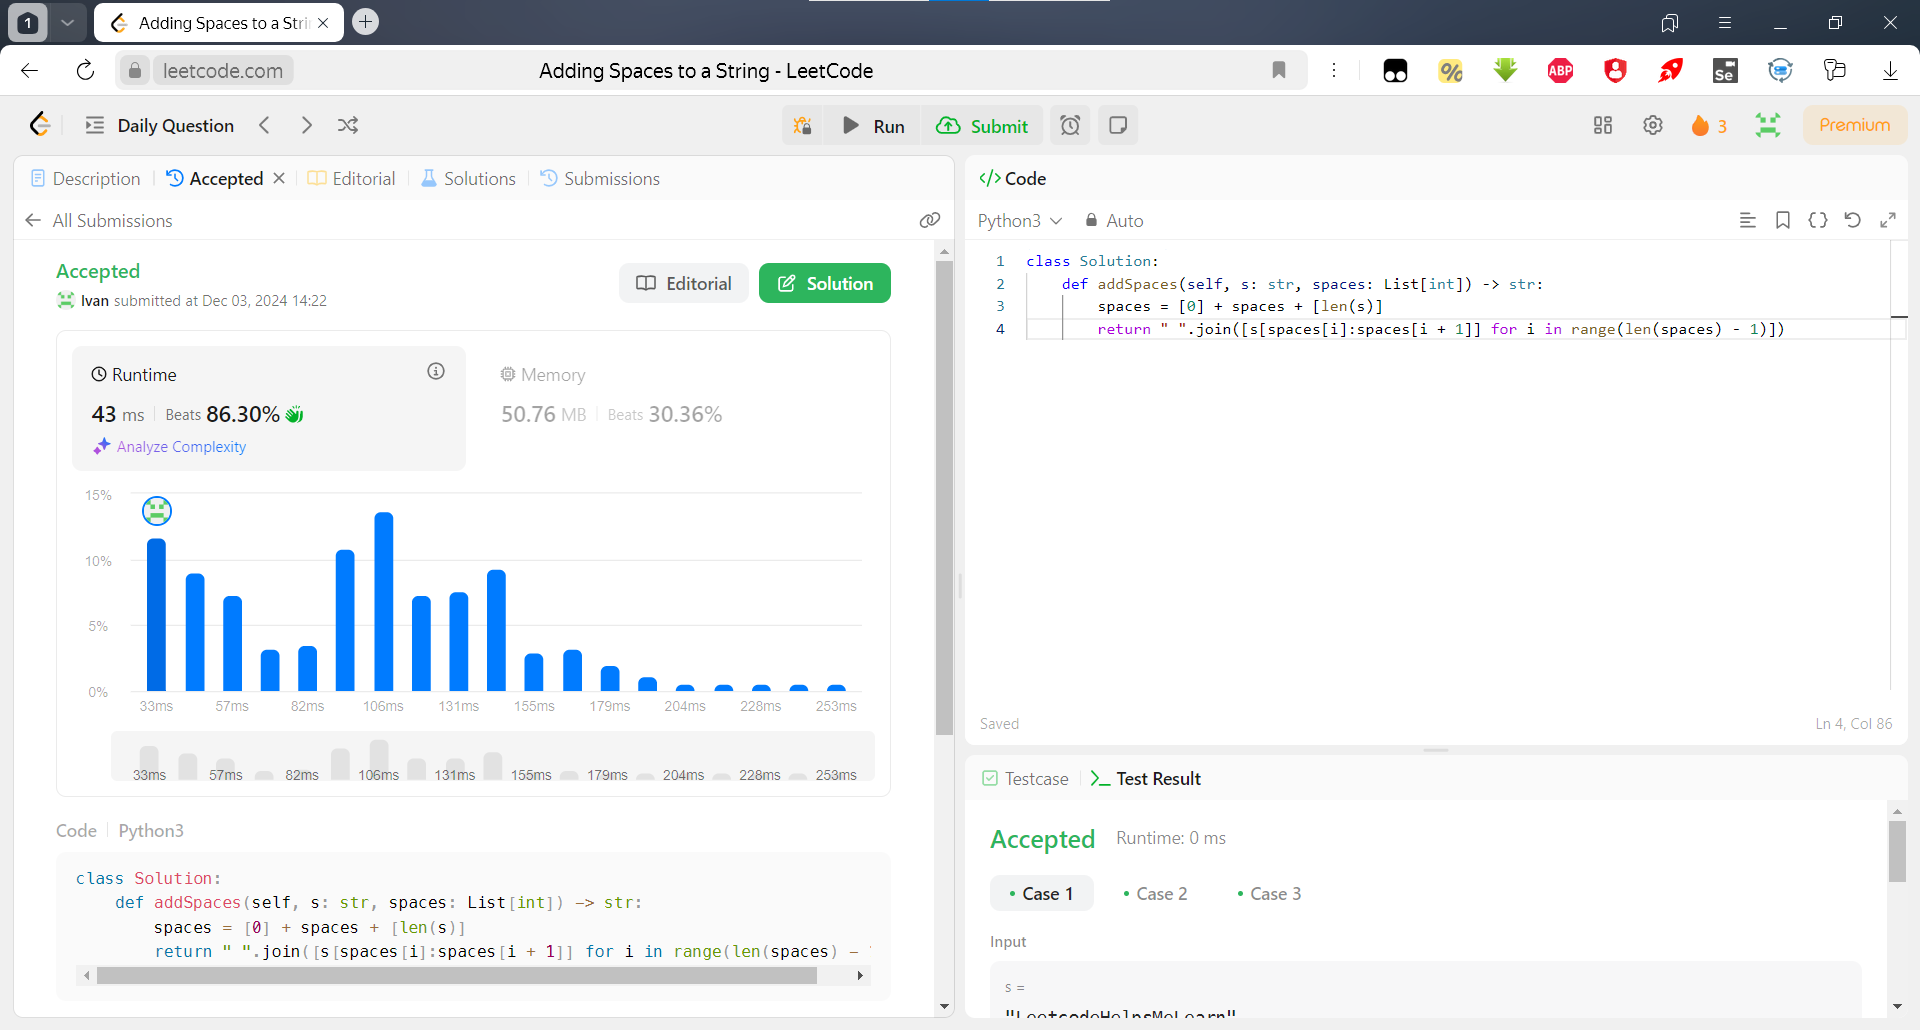 1
Adding Spaces to a Stri
leetcode.com
Adding Spaces to a String - LeetCode
%
ABP
Se
Daily Question
Run
Submit
3
Premium
Description
Accepted
Editorial
Solutions
Submissions
All Submissions
Accepted
Ivan submitted at Dec 03, 2024 14:22
Editorial
Solution
Runtime
43 ms
Beats 86.30%
Analyze Complexity
Memory
50.76 MB
Beats 30.36%
15%
10%
5%
0%
33ms 57ms 82ms 106ms 131ms 155ms 179ms 204ms 228ms 253ms
33ms 57ms 82ms 106ms 131ms 155ms 179ms 204ms 228ms 253ms
Code
Python3
class Solution:
def addSpaces(self, s: str, spaces: List[int]) -> str:
spaces = [0] + spaces + [len(s)]
return " ".join([s[spaces[i]:spaces[i + 1]] for i in range(len(spaces) -
</> Code
Python3
Auto
1 class Solution:
2 def addSpaces(self, s: str, spaces: List[int]) -> str:
3 spaces = [0] + spaces + [len(s)]
4 return " ".join([s[spaces[i]:spaces[i + 1]] for i in range(len(spaces) - 1)])
Saved
Ln 4, Col 86
Testcase
Test Result
Accepted
Runtime: 0 ms
Case 1
Case 2
Case 3
Input
s =
"LeetcodeHelpsMeLearn"